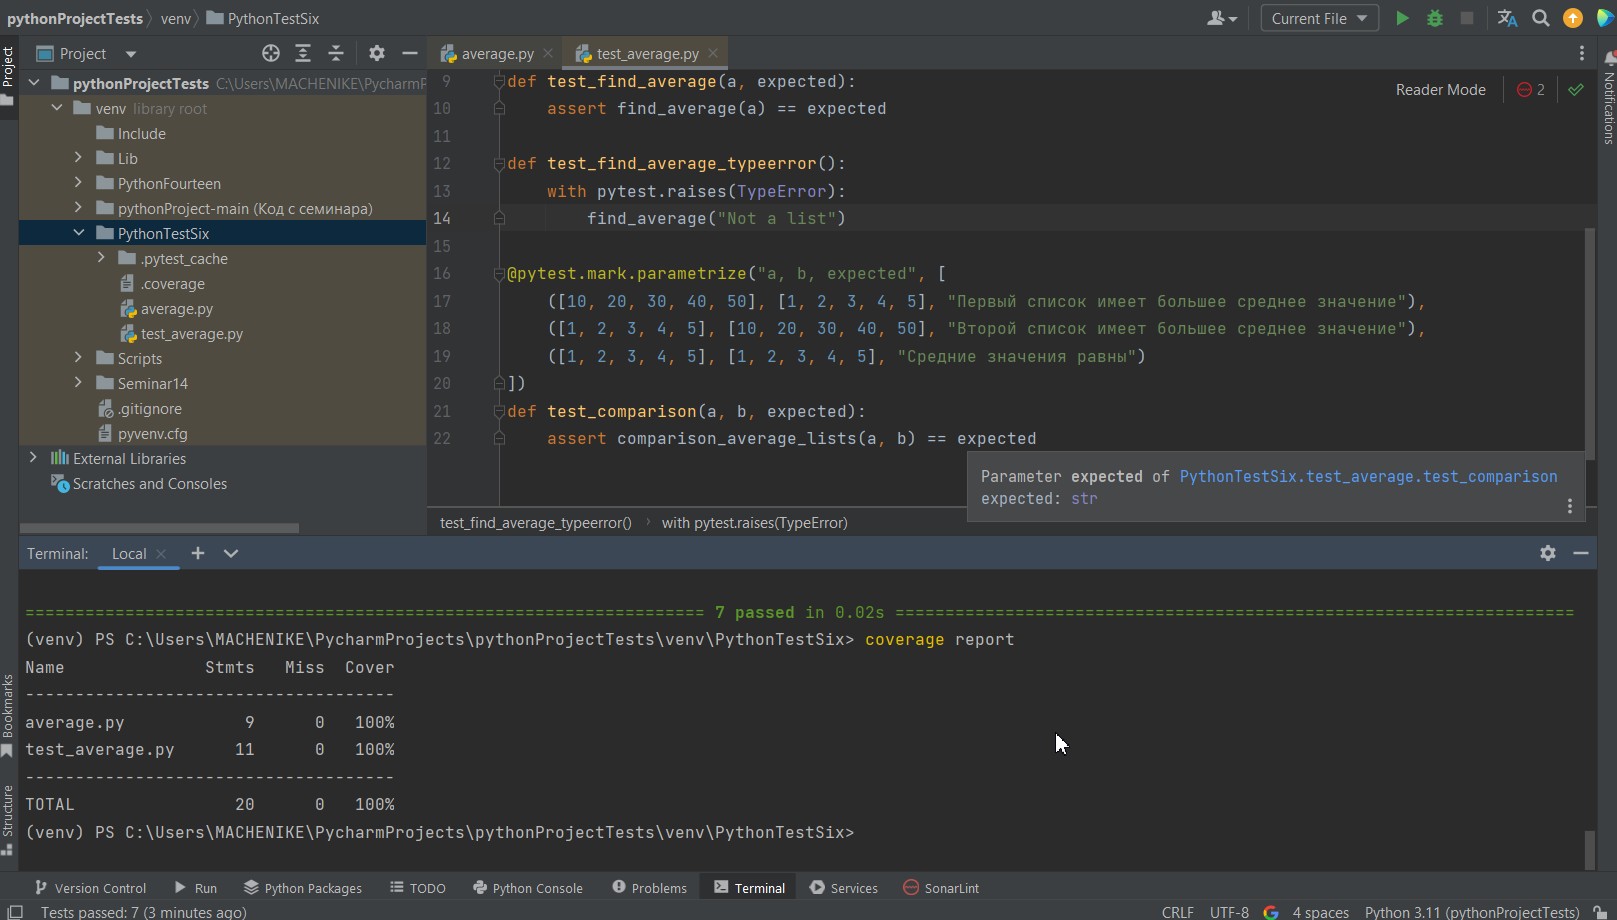 pythonProjectTests venv PythonTestSix Current File
Project
Project average.py test_average.py
pythonProjectTests C:\Users\MACHENIKE\PycharmP
venv library root
Include
Lib
PythonFourteen
pythonProject-main (Код с семинара)
PythonTestSix
.pytest_cache
.coverage
average.py
test_average.py
Scripts
Seminar14
.gitignore
pyvenv.cfg
External Libraries
Scratches and Consoles
Reader Mode 2
Notifications
9 def test_find_average(a, expected):
10 assert find_average(a) == expected
11
12 def test_find_average_typeerror():
13 with pytest.raises(TypeError):
14 find_average("Not a list")
15
16 @pytest.mark.parametrize("a, b, expected", [
17 ([10, 20, 30, 40, 50], [1, 2, 3, 4, 5], "Первый список имеет большее среднее значение"),
18 ([1, 2, 3, 4, 5], [10, 20, 30, 40, 50], "Второй список имеет большее среднее значение"),
19 ([1, 2, 3, 4, 5], [1, 2, 3, 4, 5], "Средние значения равны")
20 ])
21 def test_comparison(a, b, expected):
22 assert comparison_average_lists(a, b) == expected
Parameter expected of PythonTestSix.test_average.test_comparison
expected: str
test_find_average_typeerror() with pytest.raises(TypeError)
Terminal: Local
==================================================================== 7 passed in 0.02s ====================================================================
(venv) PS C:\Users\MACHENIKE\PycharmProjects\pythonProjectTests\venv\PythonTestSix> coverage report
Name Stmts Miss Cover
-------------------------------------
average.py 9 0 100%
test_average.py 11 0 100%
-------------------------------------
TOTAL 20 0 100%
(venv) PS C:\Users\MACHENIKE\PycharmProjects\pythonProjectTests\venv\PythonTestSix>
Bookmarks
Structure
Version Control Run Python Packages TODO Python Console Problems Terminal Services SonarLint
Tests passed: 7 (3 minutes ago) CRLF UTF-8 4 spaces Python 3.11 (pythonProjectTests)